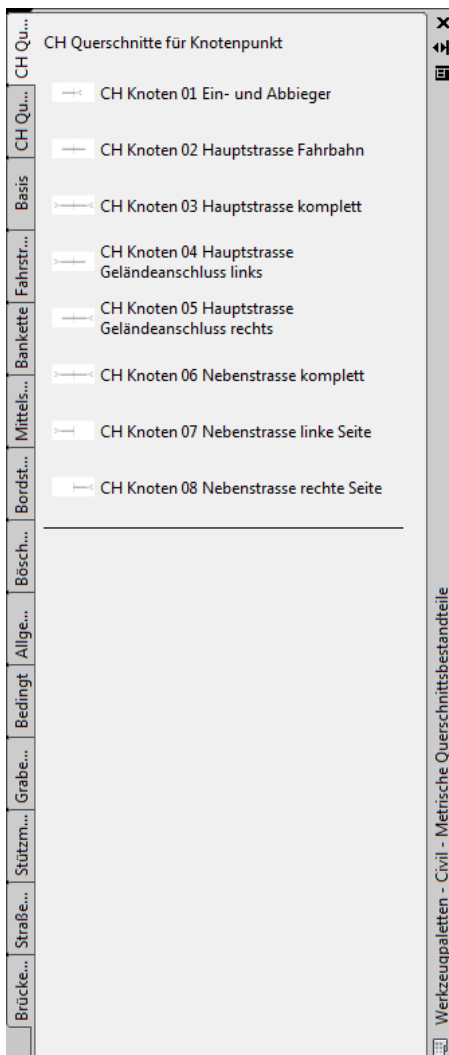 CH Querschnitte für Knotenpunkt
CH Knoten 01 Ein- und Abbieger
CH Knoten 02 Hauptstrasse Fahrbahn
CH Knoten 03 Hauptstrasse komplett
CH Knoten 04 Hauptstrasse
Geländeanschluss links
CH Knoten 05 Hauptstrasse
Geländeanschluss rechts
CH Knoten 06 Nebenstrasse komplett
CH Knoten 07 Nebenstrasse linke Seite
CH Knoten 08 Nebenstrasse rechte Seite
CH Qu...
CH Qu...
Basis
Fahrstr...
Bankette
Mittels...
Bordst...
Bösch...
Allge...
Bedingt
Grabe...
Stützm...
Straße...
Brücke...
Werkzeugpaletten - Civil - Metrische Querschnittsbestandteile